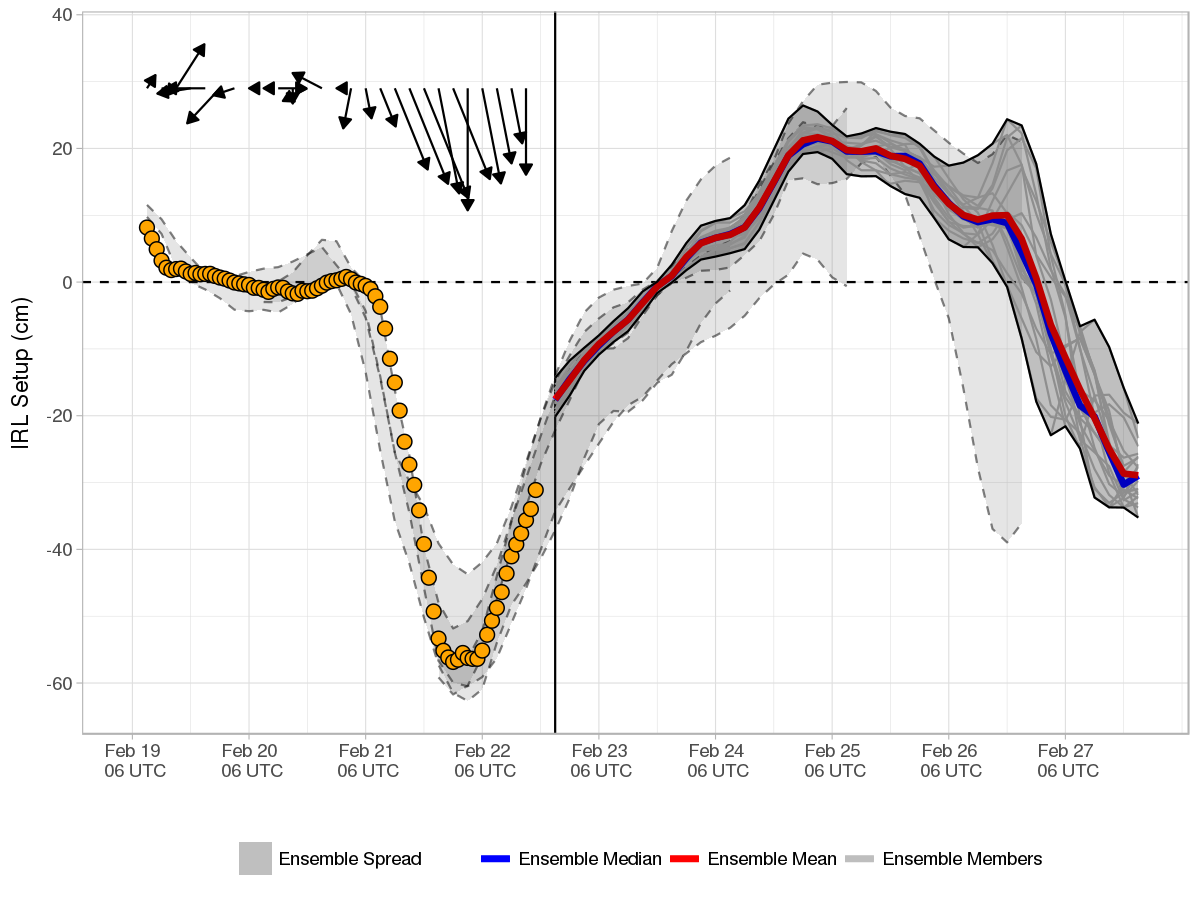 40
20
0
-20
-40
-60
IRL Setup (cm)
Feb 19 Feb 20 Feb 21 Feb 22 Feb 23 Feb 24 Feb 25 Feb 26 Feb 27
06 UTC 06 UTC 06 UTC 06 UTC 06 UTC 06 UTC 06 UTC 06 UTC 06 UTC
Ensemble Spread Ensemble Median Ensemble Mean Ensemble Members